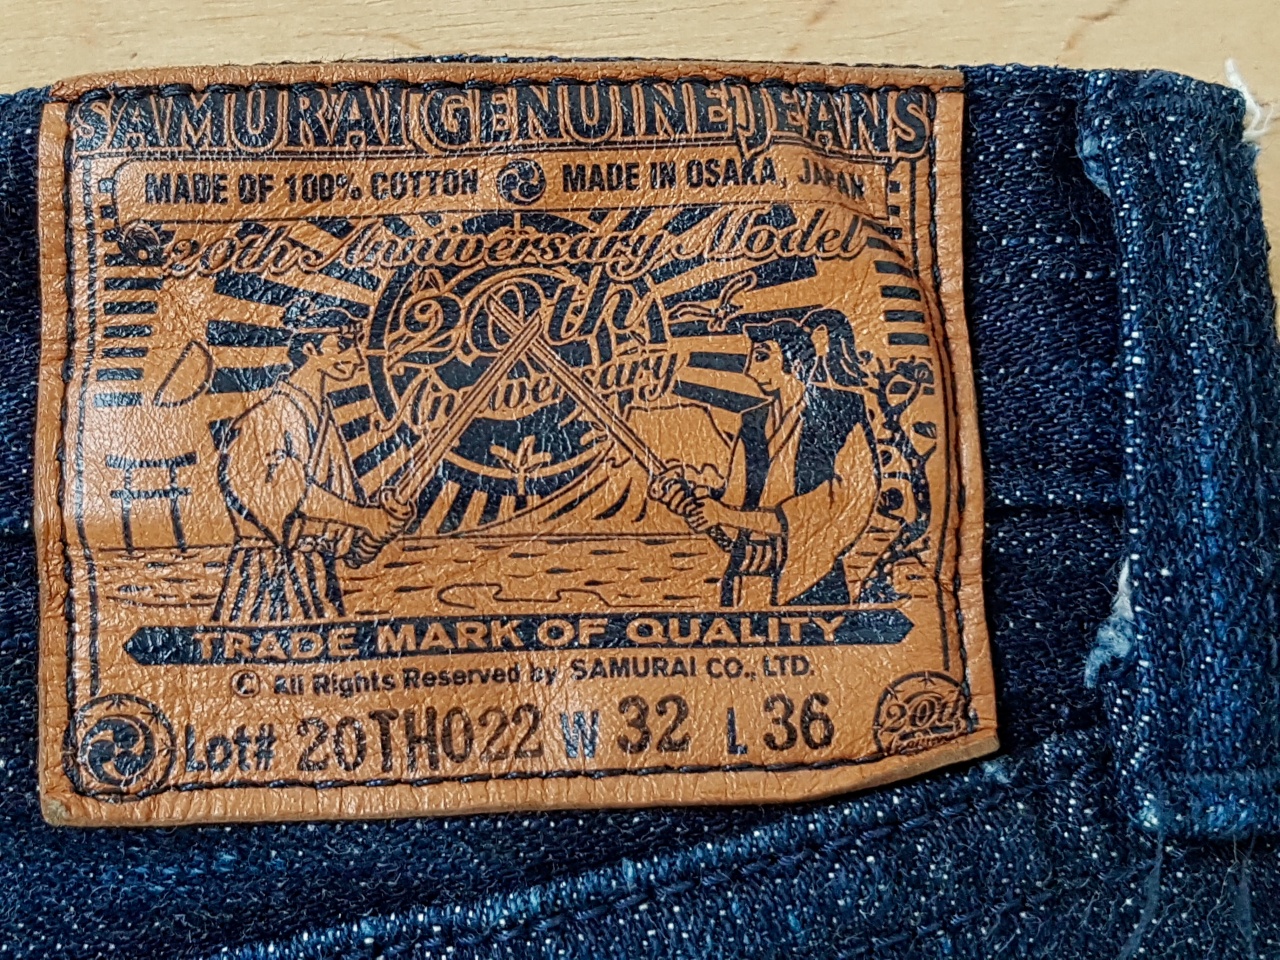 SAMURAI GENUINE JEANS
MADE OF 100% COTTON MADE IN OSAKA, JAPAN
20th Anniversary Model
20th
Anniversary
TRADE MARK OF QUALITY
© All Rights Reserved by SAMURAI CO., LTD.
Lot# 20TH022 W 32 L 36
20th